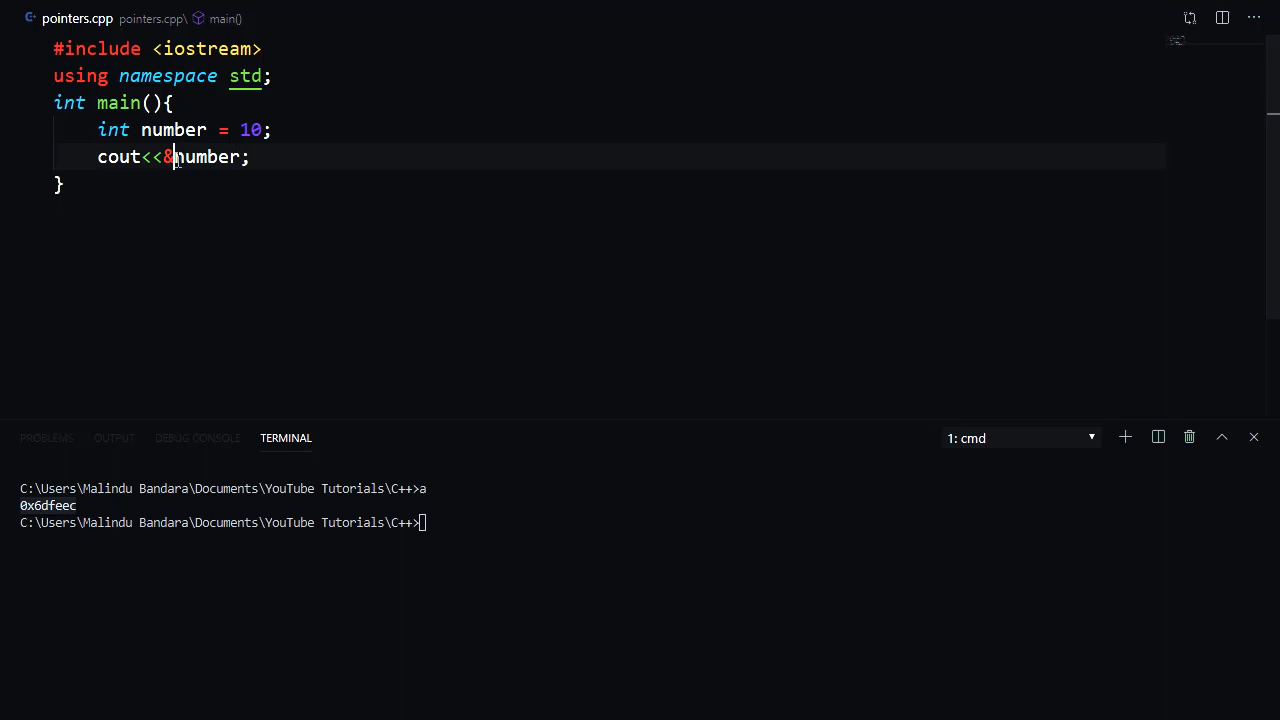 pointers.cpp pointers.cpp\ main()
#include <iostream>
using namespace std;
int main(){
int number = 10;
cout<<&number;
}
PROBLEMS OUTPUT DEBUG CONSOLE TERMINAL 1: cmd
C:\Users\Malindu Bandara\Documents\YouTube Tutorials\C++>a
0x6dfeec
C:\Users\Malindu Bandara\Documents\YouTube Tutorials\C++>